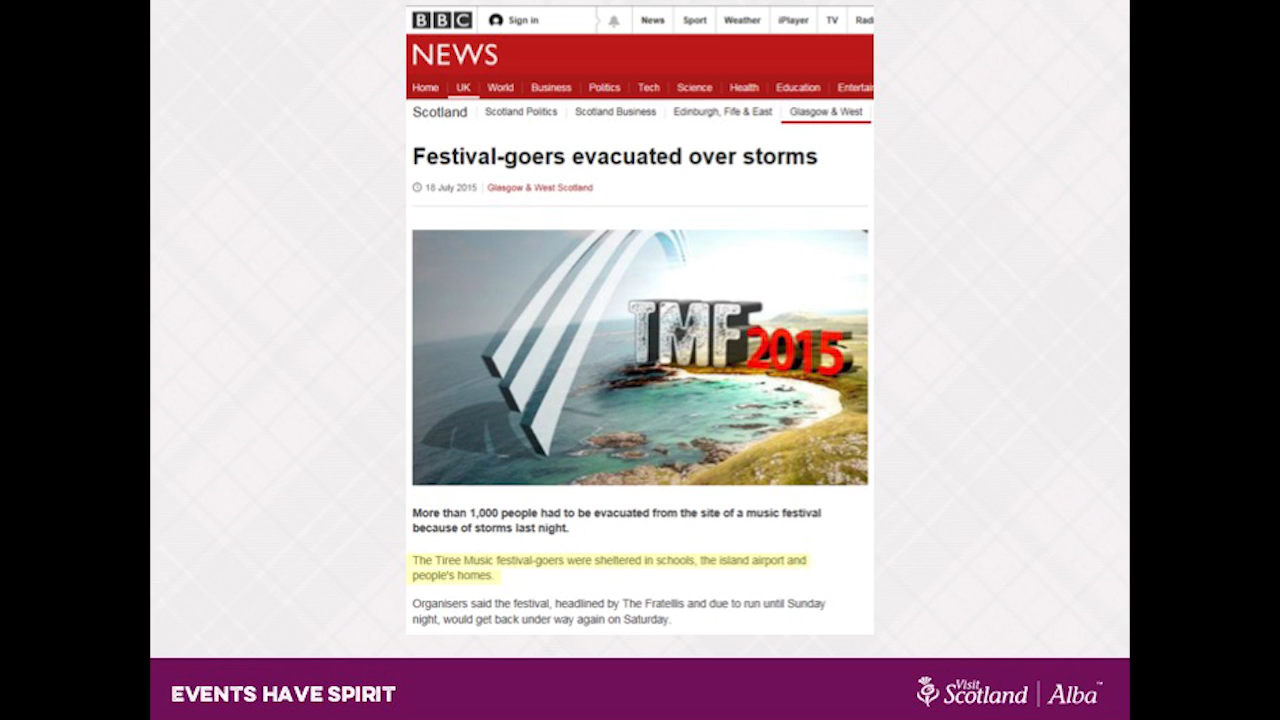 BBC Sign in News Sport Weather iPlayer TV Radi
NEWS
Home UK World Business Politics Tech Science Health Education Entertai
Scotland Scotland Politics Scotland Business Edinburgh, Fife & East Glasgow & West
Festival-goers evacuated over storms
18 July 2015 Glasgow & West Scotland
TMF 2015
More than 1,000 people had to be evacuated from the site of a music festival
because of storms last night.
The Tiree Music festival-goers were sheltered in schools, the island airport and
people's homes.
Organisers said the festival, headlined by The Fratellis and due to run until Sunday
night, would get back under way again on Saturday.
EVENTS HAVE SPIRIT
Visit Scotland | Alba™